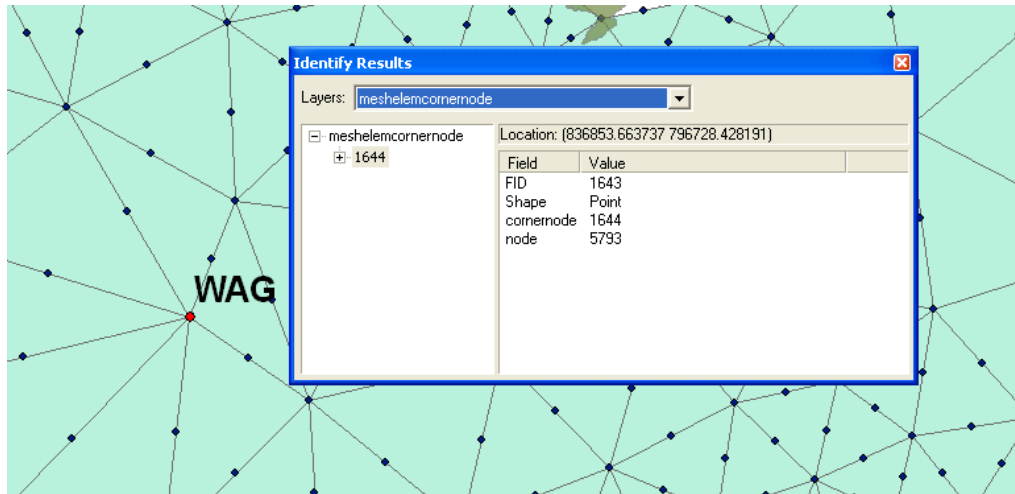 Identify Results
Layers: meshelemcornernode
meshelemcornernode
1644
Location: (836853.663737 796728.428191)
Field Value
FID 1643
Shape Point
cornernode 1644
node 5793
WAG